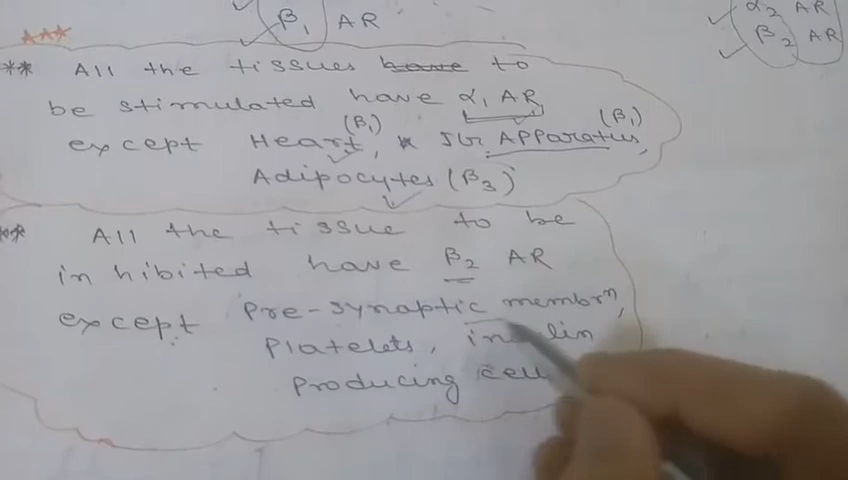 β₁ AR
α₂ AR
β₂ AR
** All the tissues have to
be stimulated have α₁ AR
except Heart (β₁), JG APParatus (β₁),
Adipocytes (β₃)
** All the tissue to be
inhibited have β₂ AR
except Pre-synaptic membrⁿ,
Platelets,
Producing cell